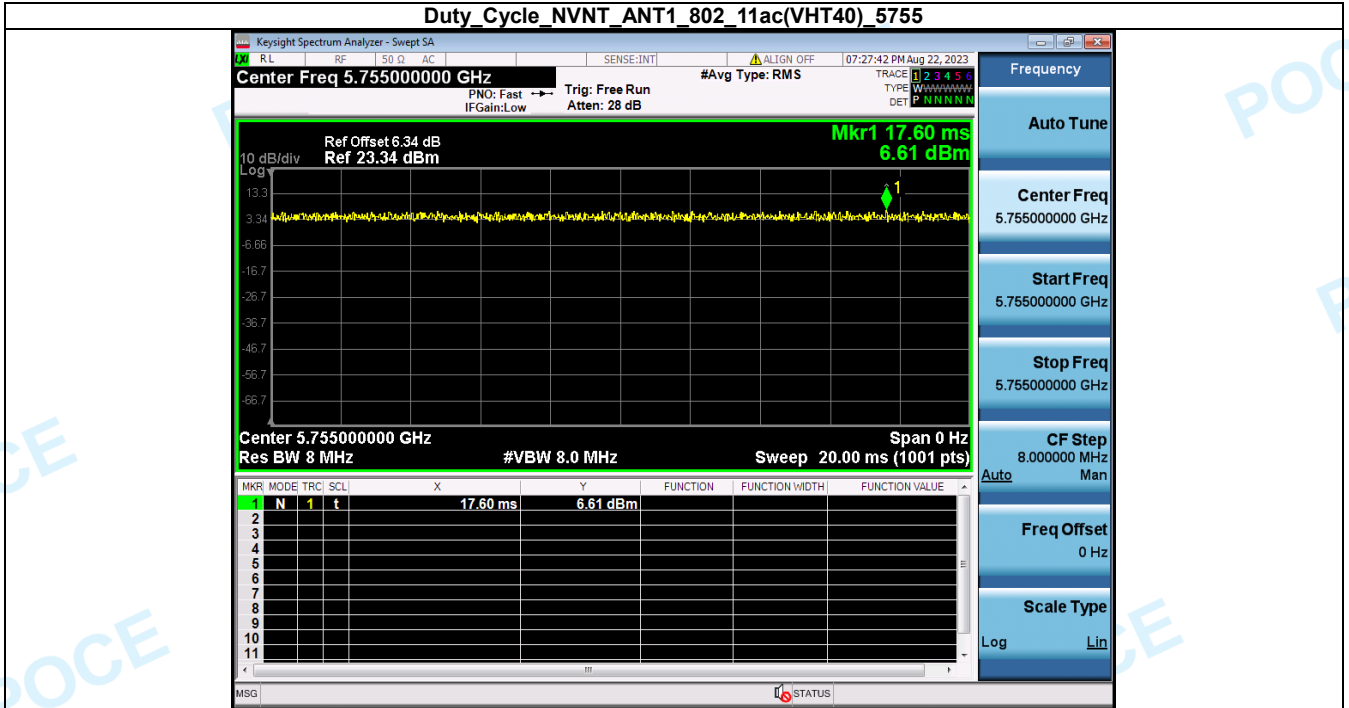 Duty_Cycle_NVNT_ANT1_802_11ac(VHT40)_5755
Keysight Spectrum Analyzer - Swept SA
LXI RL RF 50 Ω AC SENSE:INT ALIGN OFF 07:27:42 PM Aug 22, 2023
Center Freq 5.755000000 GHz
PNO: Fast
IFGain:Low
Trig: Free Run
Atten: 28 dB
#Avg Type: RMS
TRACE 1 2 3 4 5 6
TYPE WWWWWW
DET P N N N N N
Mkr1 17.60 ms
6.61 dBm
Ref Offset 6.34 dB
Ref 23.34 dBm
10 dB/div
Log
1
13.3
3.34
-6.66
-16.7
-26.7
-36.7
-46.7
-56.7
-66.7
Center 5.755000000 GHz Span 0 Hz
Res BW 8 MHz #VBW 8.0 MHz Sweep 20.00 ms (1001 pts)
MKR MODE TRC SCL X Y FUNCTION FUNCTION WIDTH FUNCTION VALUE
1 N 1 t 17.60 ms 6.61 dBm
2
3
4
5
6
7
8
9
10
11
MSG STATUS
Frequency
Auto Tune
Center Freq
5.755000000 GHz
Start Freq
5.755000000 GHz
Stop Freq
5.755000000 GHz
CF Step
8.000000 MHz
Auto Man
Freq Offset
0 Hz
Scale Type
Log Lin
POCE
POC
CE
CE